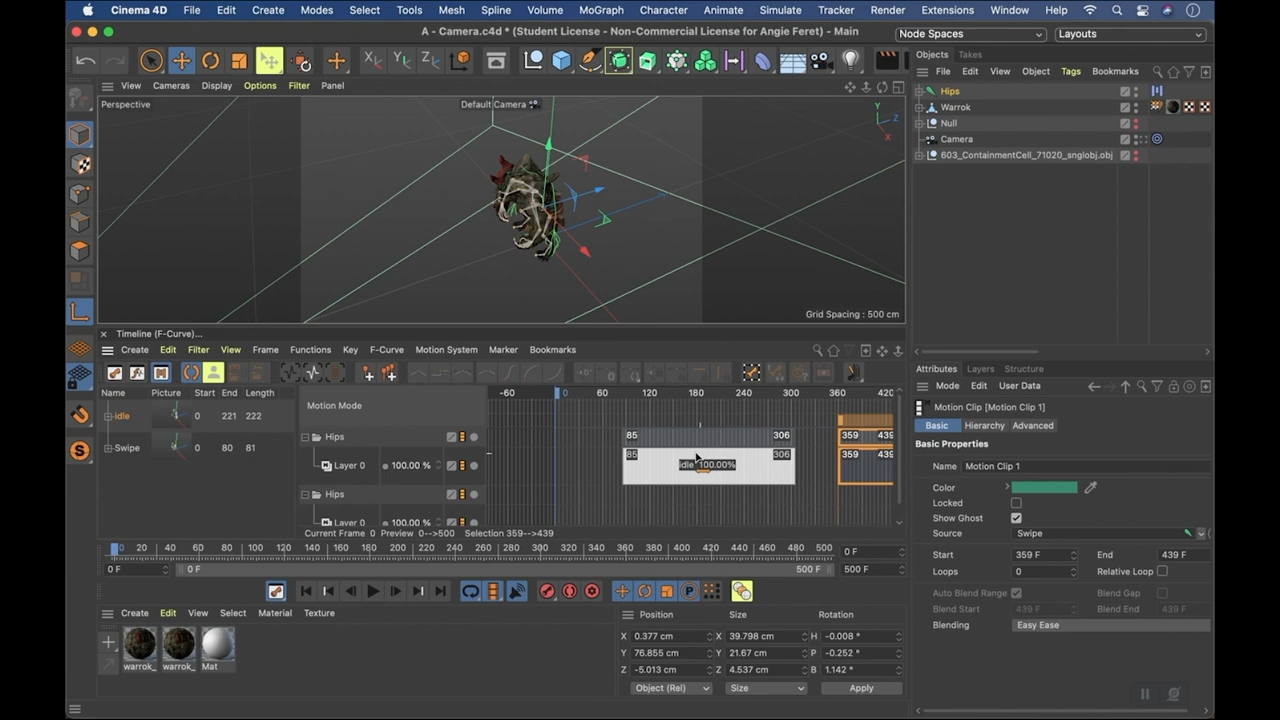 Cinema 4D File Edit Create Modes Select Tools Mesh Spline Volume MoGraph Character Animate Simulate Tracker Render Extensions Window Help
A - Camera.c4d * (Student License - Non-Commercial License for Angie Feret) - Main
Node Spaces Layouts
Objects Takes
File Edit View Object Tags Bookmarks
View Cameras Display Options Filter Panel
Perspective
Default Camera
Y Z X
Grid Spacing : 500 cm
Hips
Warrok
Null
Camera
603_ContainmentCell_71020_snglobj.obj
Timeline (F-Curve)...
Create Edit Filter View Frame Functions Key F-Curve Motion System Marker Bookmarks
Name Picture Start End Length
idle 0 221 222
Swipe 0 80 81
Motion Mode
-60 0 60 120 180 240 300 360 420
Hips
Layer 0 100.00 %
Hips
Layer 0 100.00 %
85 306 359 439
85 306 359 439
idle 100.00%
Current Frame 0 Preview 0-->500 Selection 359-->439
0 20 40 60 80 100 120 140 160 180 200 220 240 260 280 300 320 340 360 380 400 420 440 460 480 500
0 F
0 F 0 F 500 F 500 F
Create Edit View Select Material Texture
warrok_ warrok_ Mat
Position Size Rotation
X 0.377 cm X 39.798 cm H -0.008 °
Y 76.855 cm Y 21.67 cm P -0.252 °
Z -5.013 cm Z 4.537 cm B 1.142 °
Object (Rel) Size Apply
Attributes Layers Structure
Mode Edit User Data
Motion Clip [Motion Clip 1]
Basic Hierarchy Advanced
Basic Properties
Name Motion Clip 1
Color
Locked
Show Ghost
Source Swipe
Start 359 F End 439 F
Loops 0 Relative Loop
Auto Blend Range Blend Gap
Blend Start 439 F Blend End 439 F
Blending Easy Ease